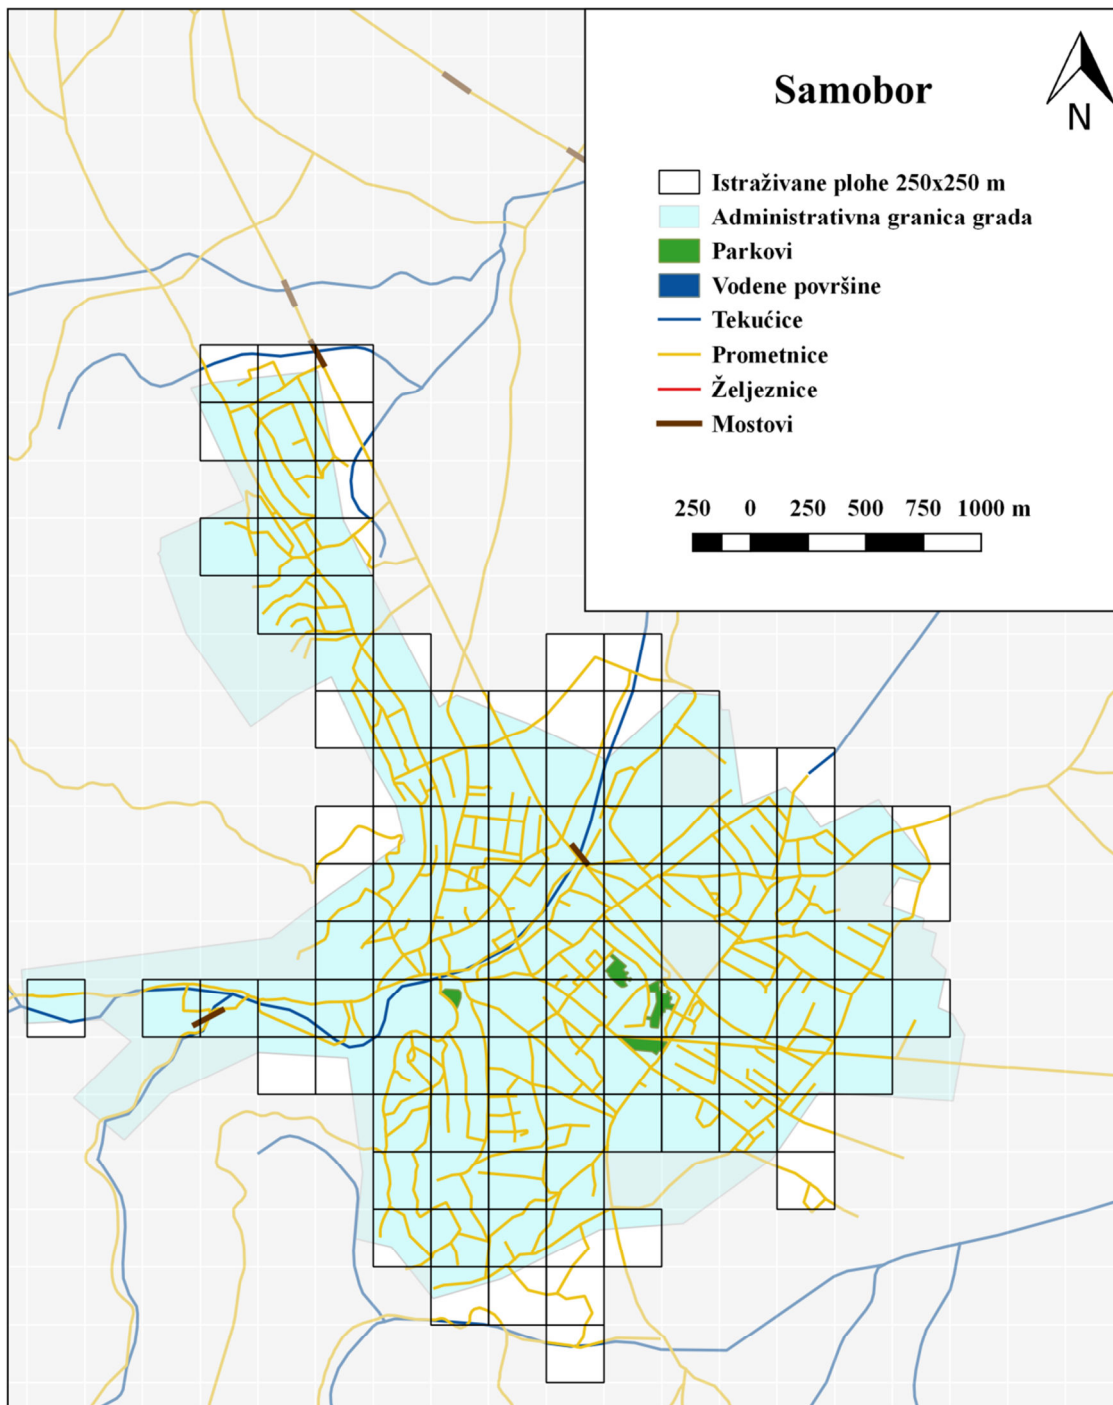 Samobor
N
Istraživane plohe 250x250 m
Administrativna granica grada
Parkovi
Vodene površine
Tekućice
Prometnice
Željeznice
Mostovi
250 0 250 500 750 1000 m